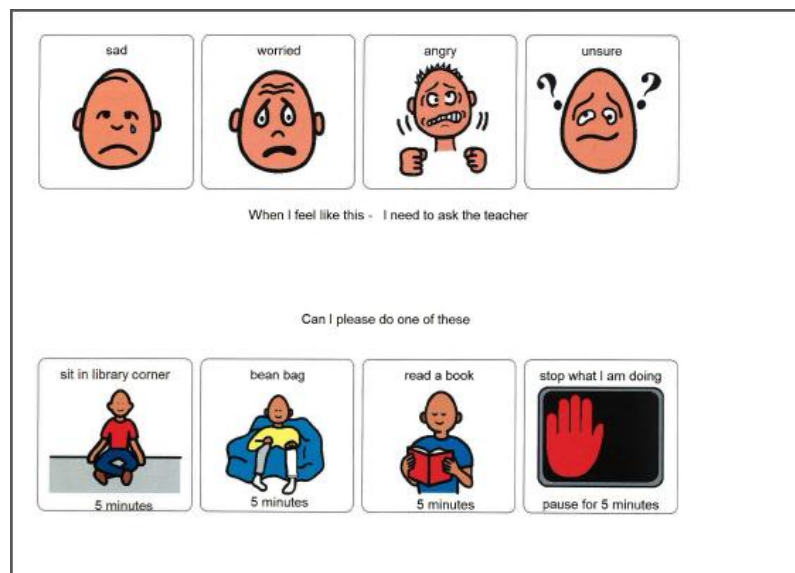 sad
worried
angry
unsure
? ?
When I feel like this - I need to ask the teacher
Can I please do one of these
sit in library corner
5 minutes
bean bag
5 minutes
read a book
5 minutes
stop what I am doing
pause for 5 minutes